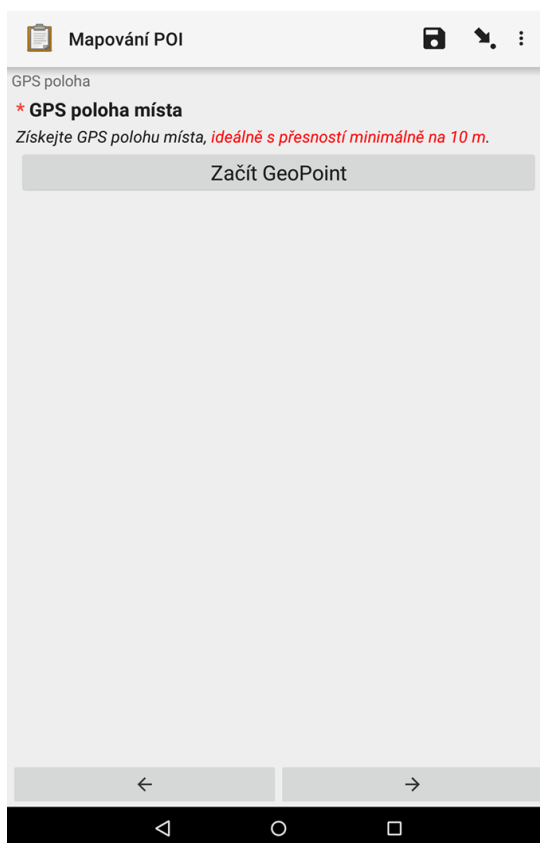 Mapování POI
GPS poloha
* GPS poloha místa
Získejte GPS polohu místa, ideálně s přesností minimálně na 10 m.
Začít GeoPoint